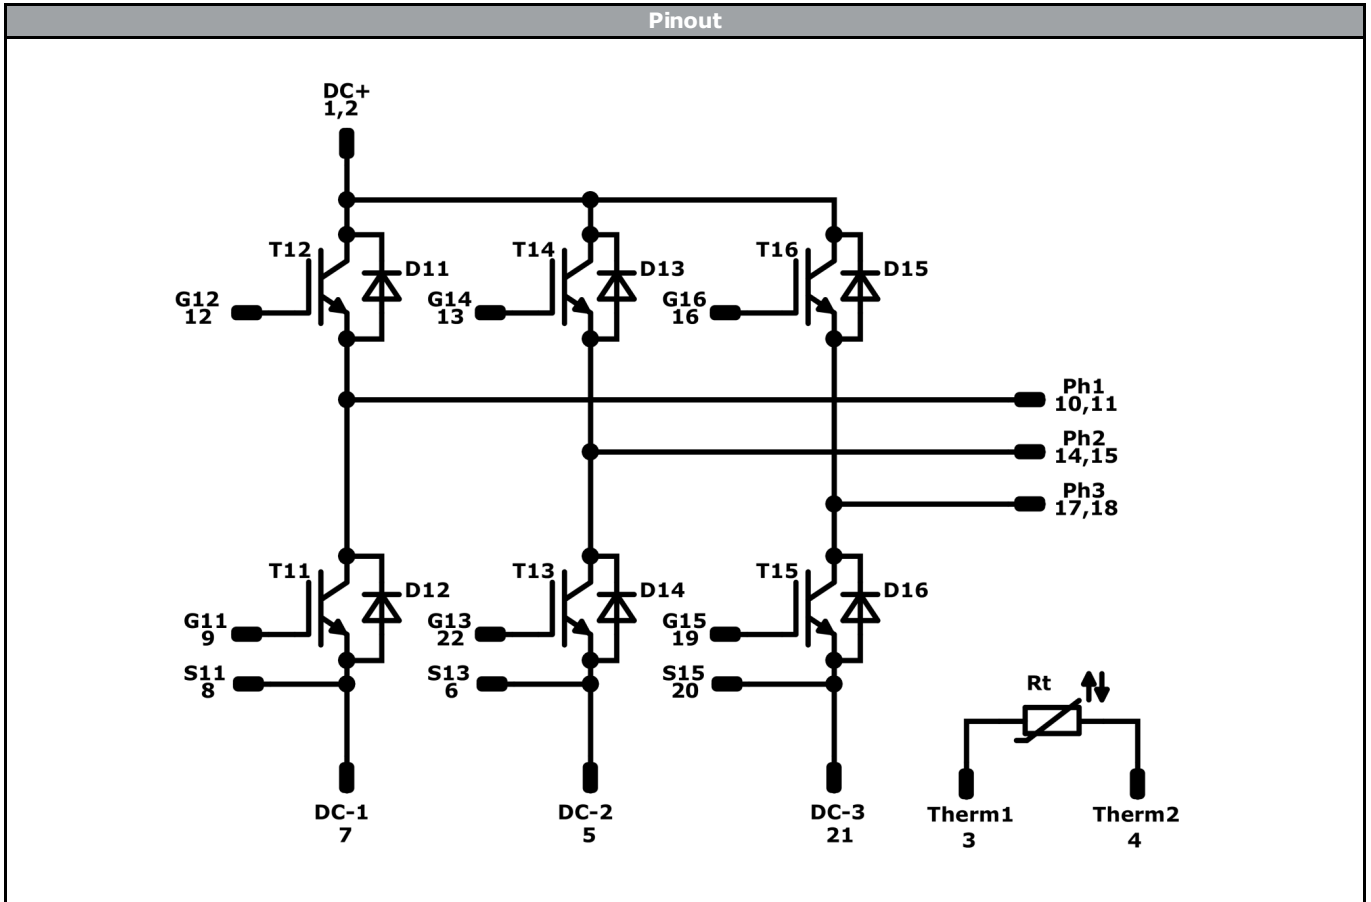 Pinout
DC+
1,2
T12
D11
G12
12
T14
D13
G14
13
T16
D15
G16
16
Ph1
10,11
Ph2
14,15
Ph3
17,18
T11
D12
G11
9
S11
8
T13
D14
G13
22
S13
6
T15
D16
G15
19
S15
20
Rt
DC-1
7
DC-2
5
DC-3
21
Therm1
3
Therm2
4